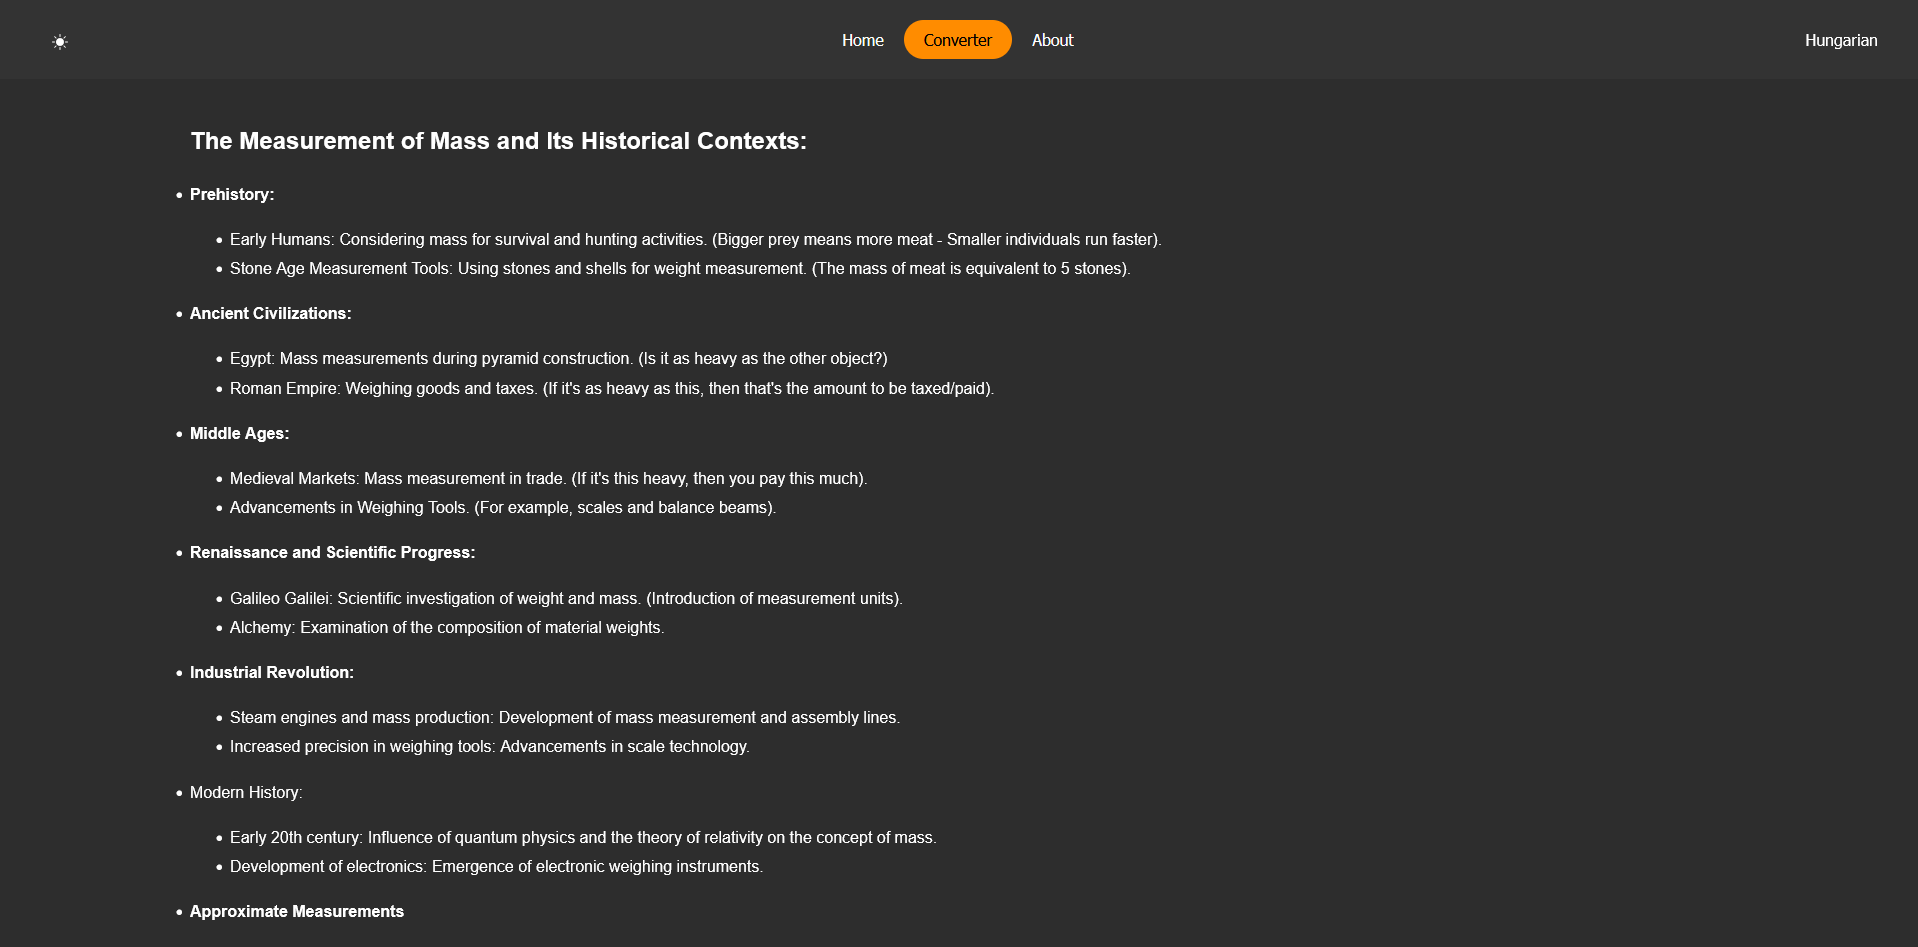 Home Converter About Hungarian
The Measurement of Mass and Its Historical Contexts:
Prehistory:
Early Humans: Considering mass for survival and hunting activities. (Bigger prey means more meat - Smaller individuals run faster).
Stone Age Measurement Tools: Using stones and shells for weight measurement. (The mass of meat is equivalent to 5 stones).
Ancient Civilizations:
Egypt: Mass measurements during pyramid construction. (Is it as heavy as the other object?)
Roman Empire: Weighing goods and taxes. (If it's as heavy as this, then that's the amount to be taxed/paid).
Middle Ages:
Medieval Markets: Mass measurement in trade. (If it's this heavy, then you pay this much).
Advancements in Weighing Tools. (For example, scales and balance beams).
Renaissance and Scientific Progress:
Galileo Galilei: Scientific investigation of weight and mass. (Introduction of measurement units).
Alchemy: Examination of the composition of material weights.
Industrial Revolution:
Steam engines and mass production: Development of mass measurement and assembly lines.
Increased precision in weighing tools: Advancements in scale technology.
Modern History:
Early 20th century: Influence of quantum physics and the theory of relativity on the concept of mass.
Development of electronics: Emergence of electronic weighing instruments.
Approximate Measurements